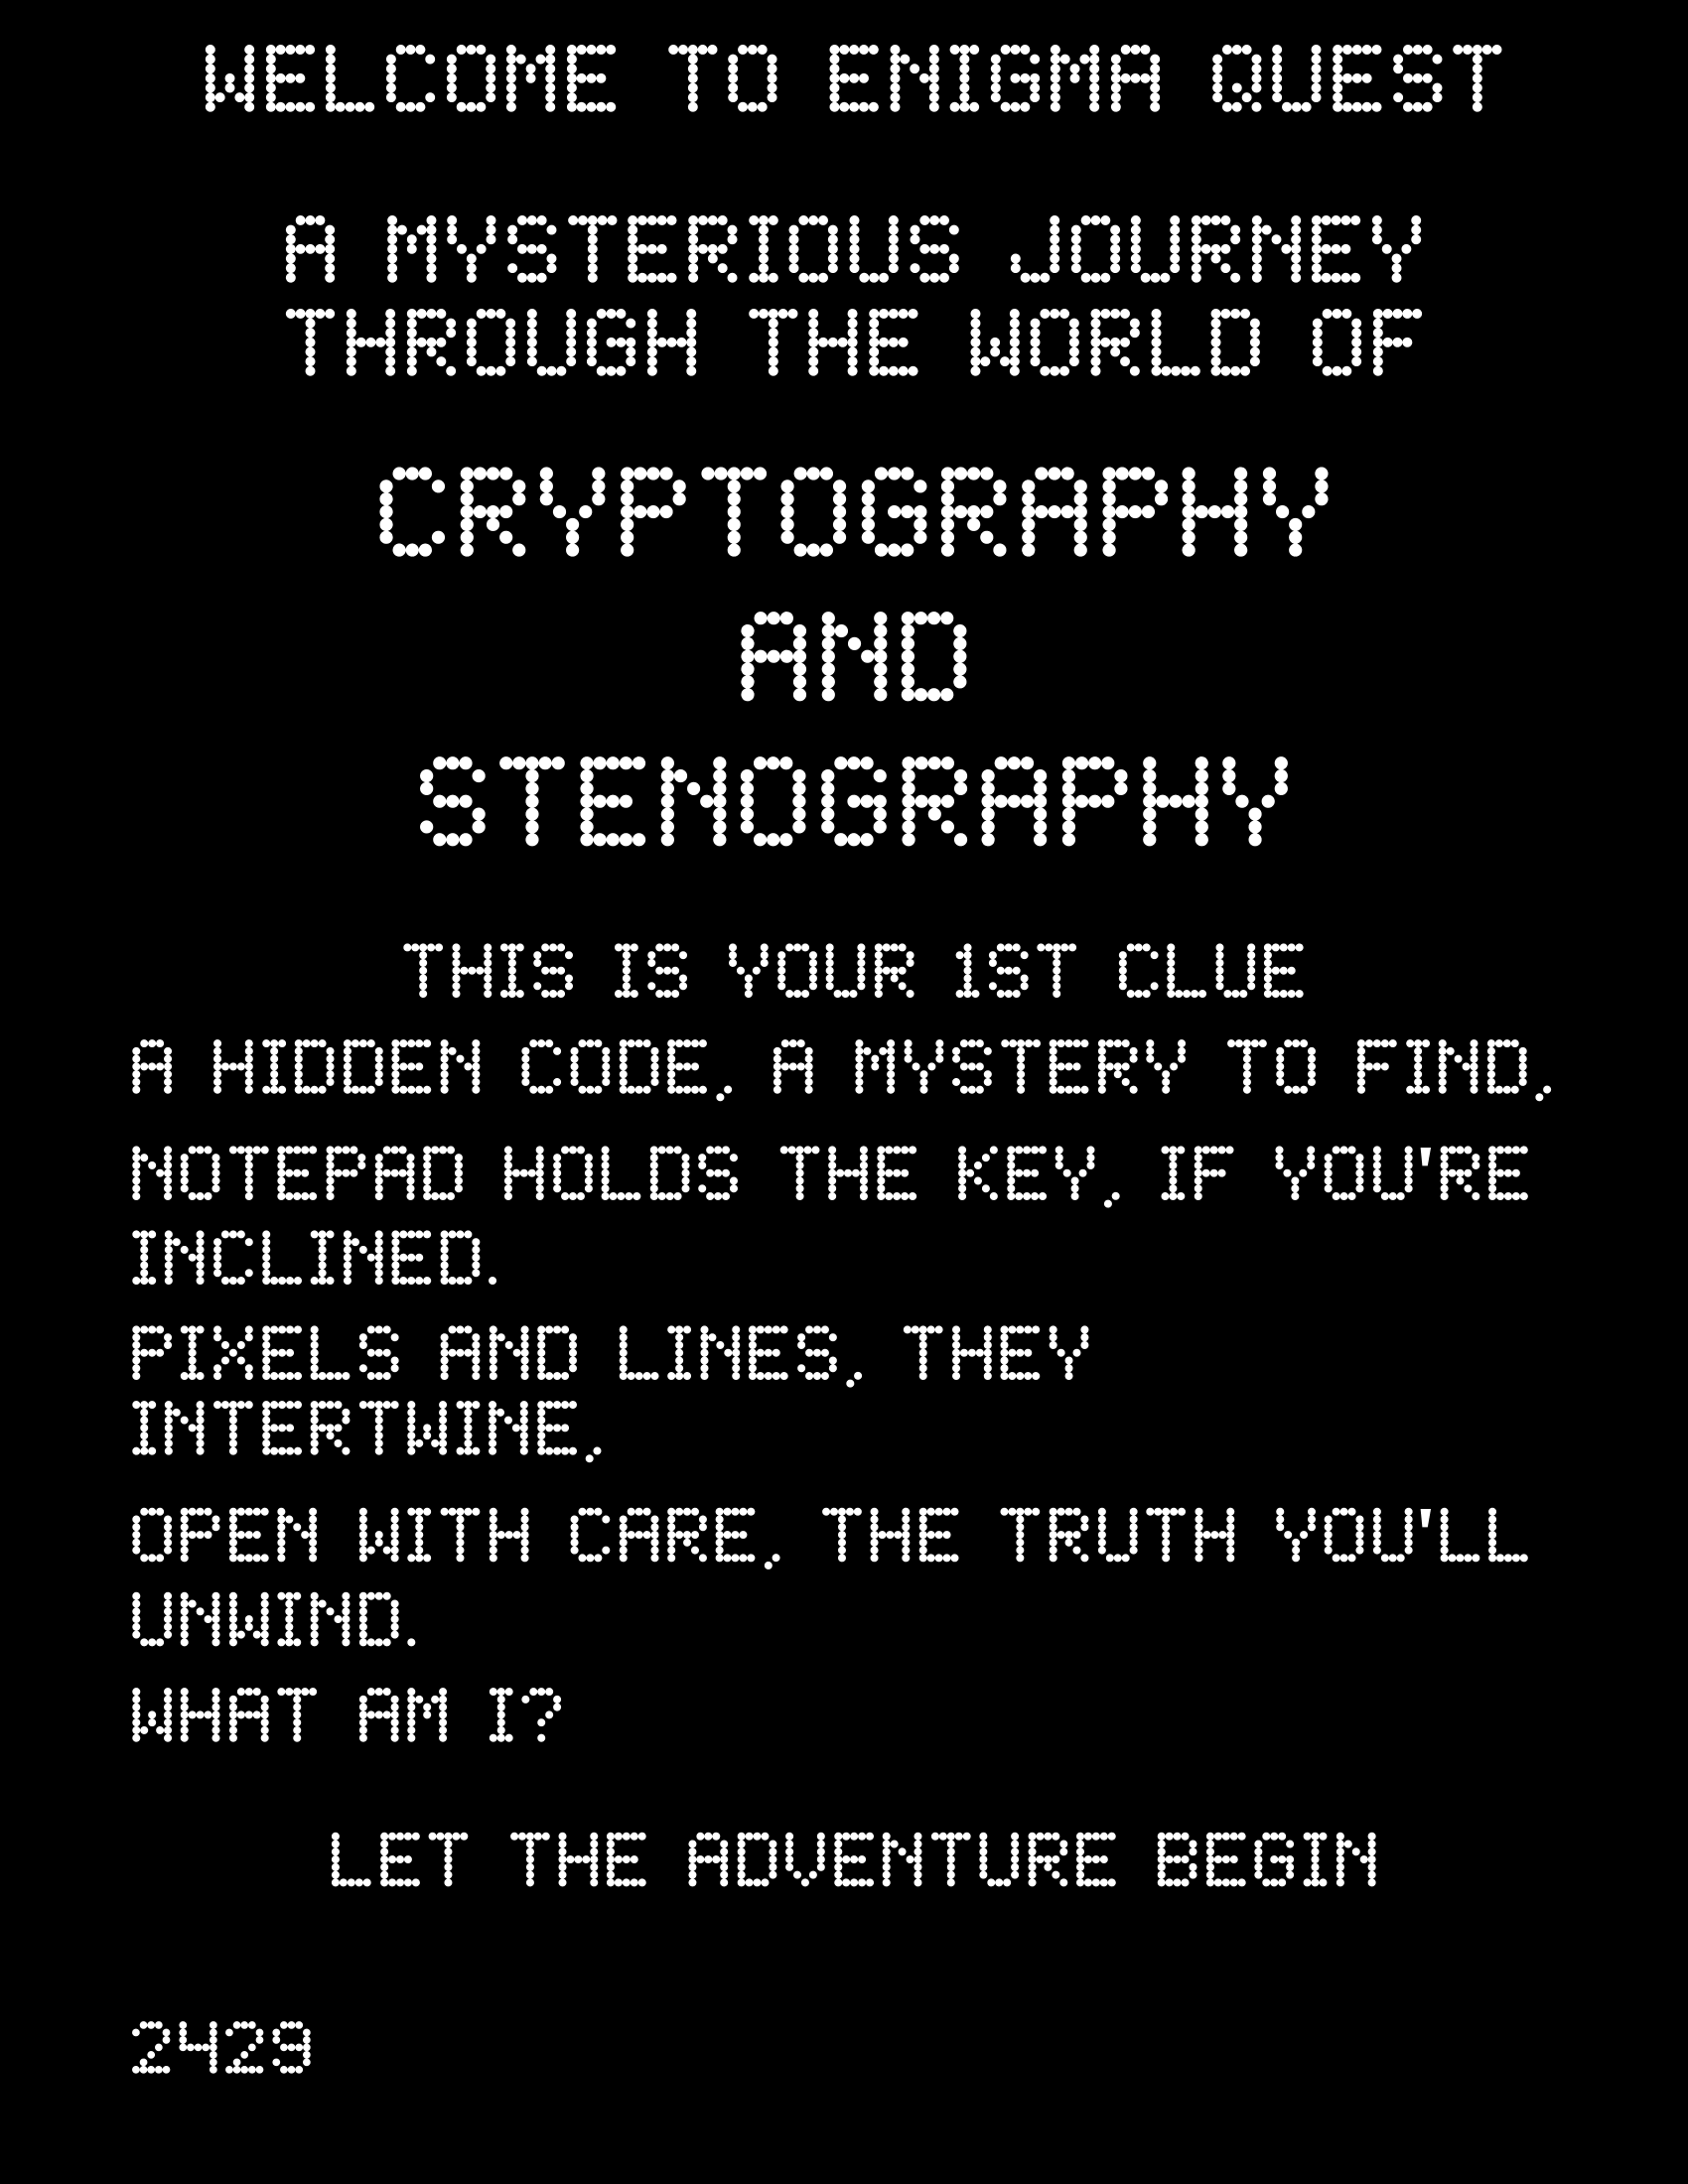 WELCOME TO ENIGMA QUEST
A MYSTERIOUS JOURNEY
THROUGH THE WORLD OF
CRYPTOGRAPHY
AND
STENOGRAPHY
THIS IS YOUR 1ST CLUE
A HIDDEN CODE, A MYSTERY TO FIND,
NOTEPAD HOLDS THE KEY, IF YOU'RE
INCLINED.
PIXELS AND LINES, THEY
INTERTWINE,
OPEN WITH CARE, THE TRUTH YOU'LL
UNWIND.
WHAT AM I?
LET THE ADVENTURE BEGIN
2429